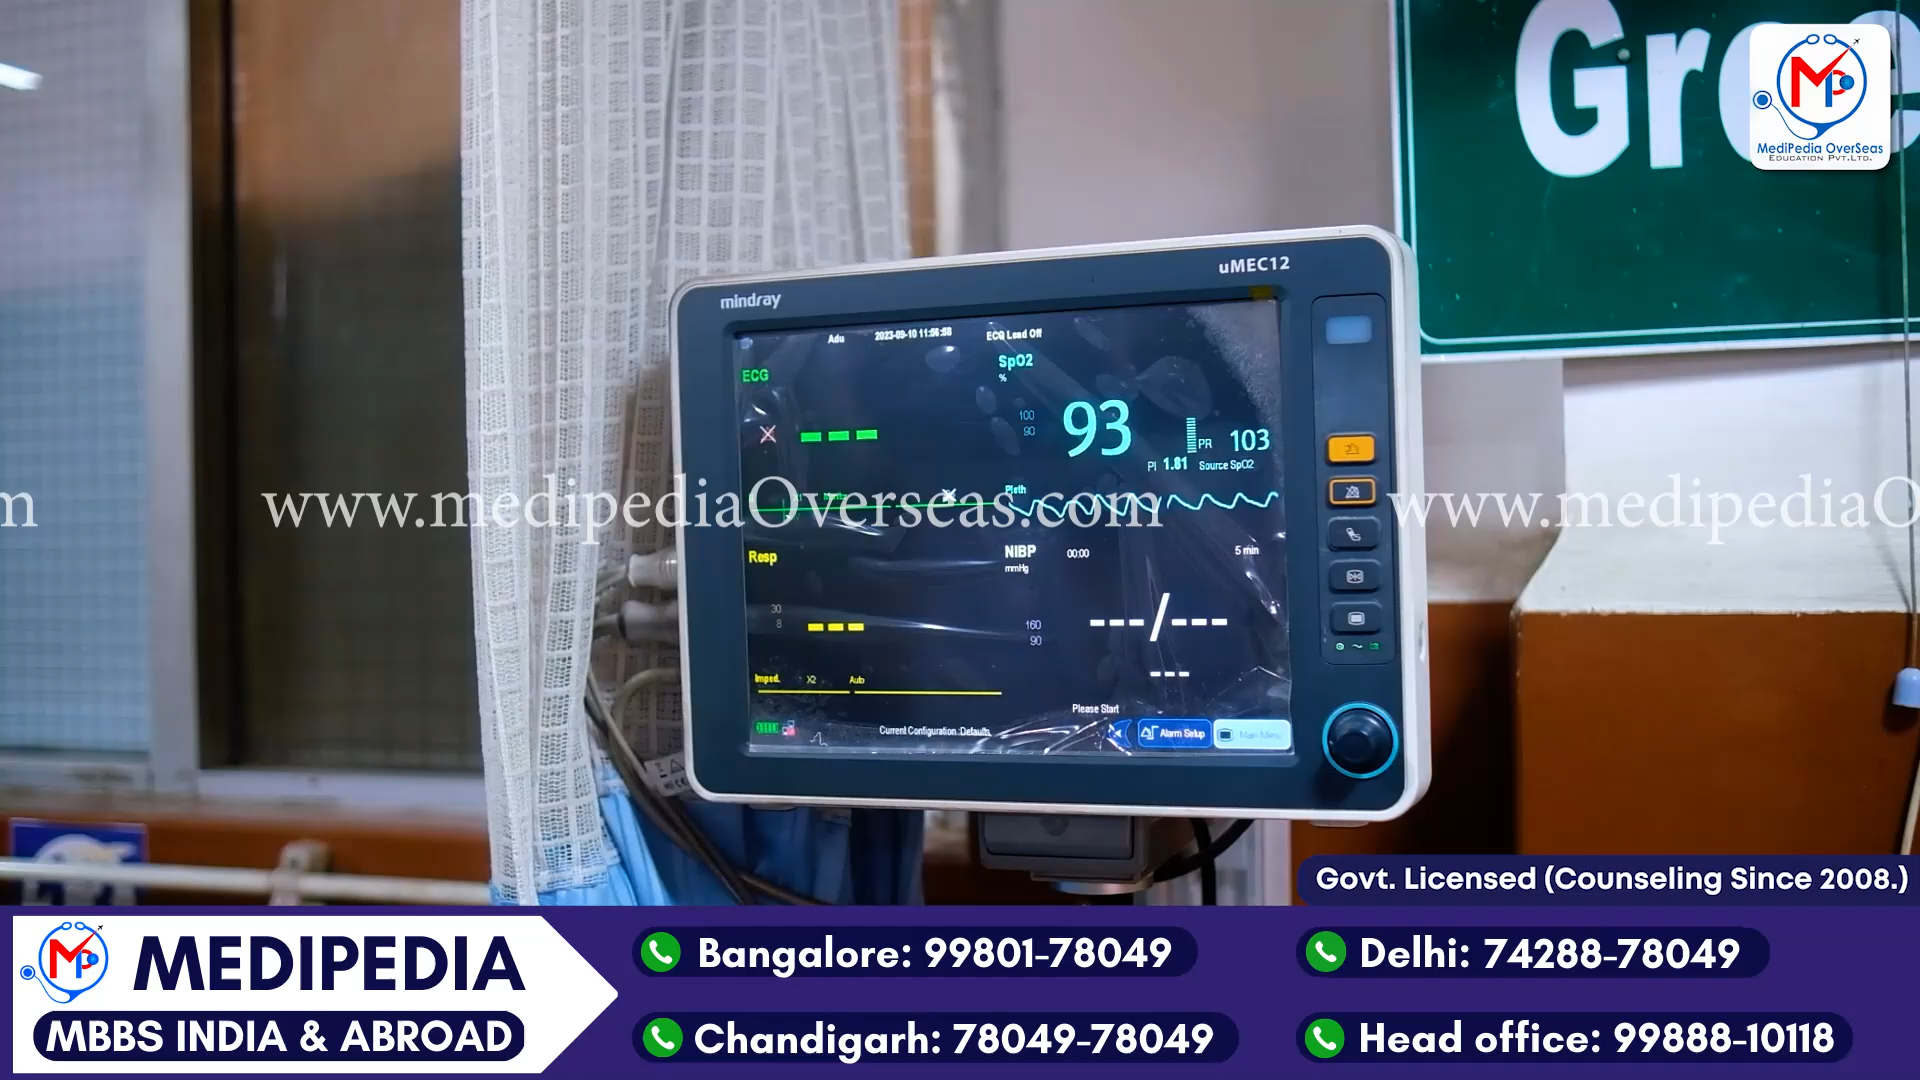 Gr
MP
MediPedia OverSeas
Education Pvt.Ltd.
mindray
uMEC12
Adu
2023-09-10 11:56:58
ECG Lead Off
ECG
SpO2
%
100
90
93
PR 103
PI 1.81 Source SpO2
Pleth
www.medipediaOverseas.com
www.medipediaO
m
Resp
NIBP
mmHg
00:00
5 min
30
8
160
90
---/---
---
Imped.
X2
Auto
Please Start
Current Configuration :Defaults
Alarm Setup
Main Menu
Govt. Licensed (Counseling Since 2008.)
MP
MEDIPEDIA
MBBS INDIA & ABROAD
Bangalore: 99801-78049
Delhi: 74288-78049
Chandigarh: 78049-78049
Head office: 99888-10118